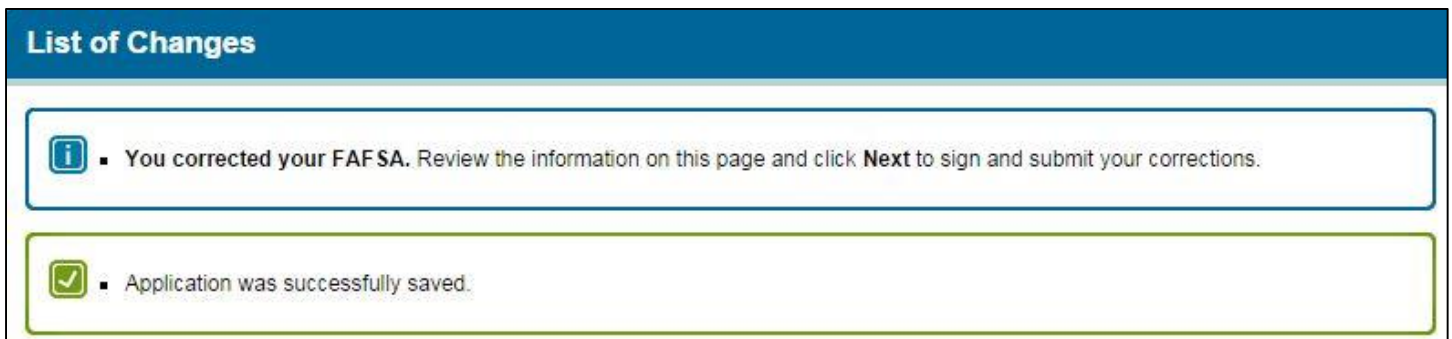 List of Changes
You corrected your FAFSA. Review the information on this page and click Next to sign and submit your corrections.
Application was successfully saved.